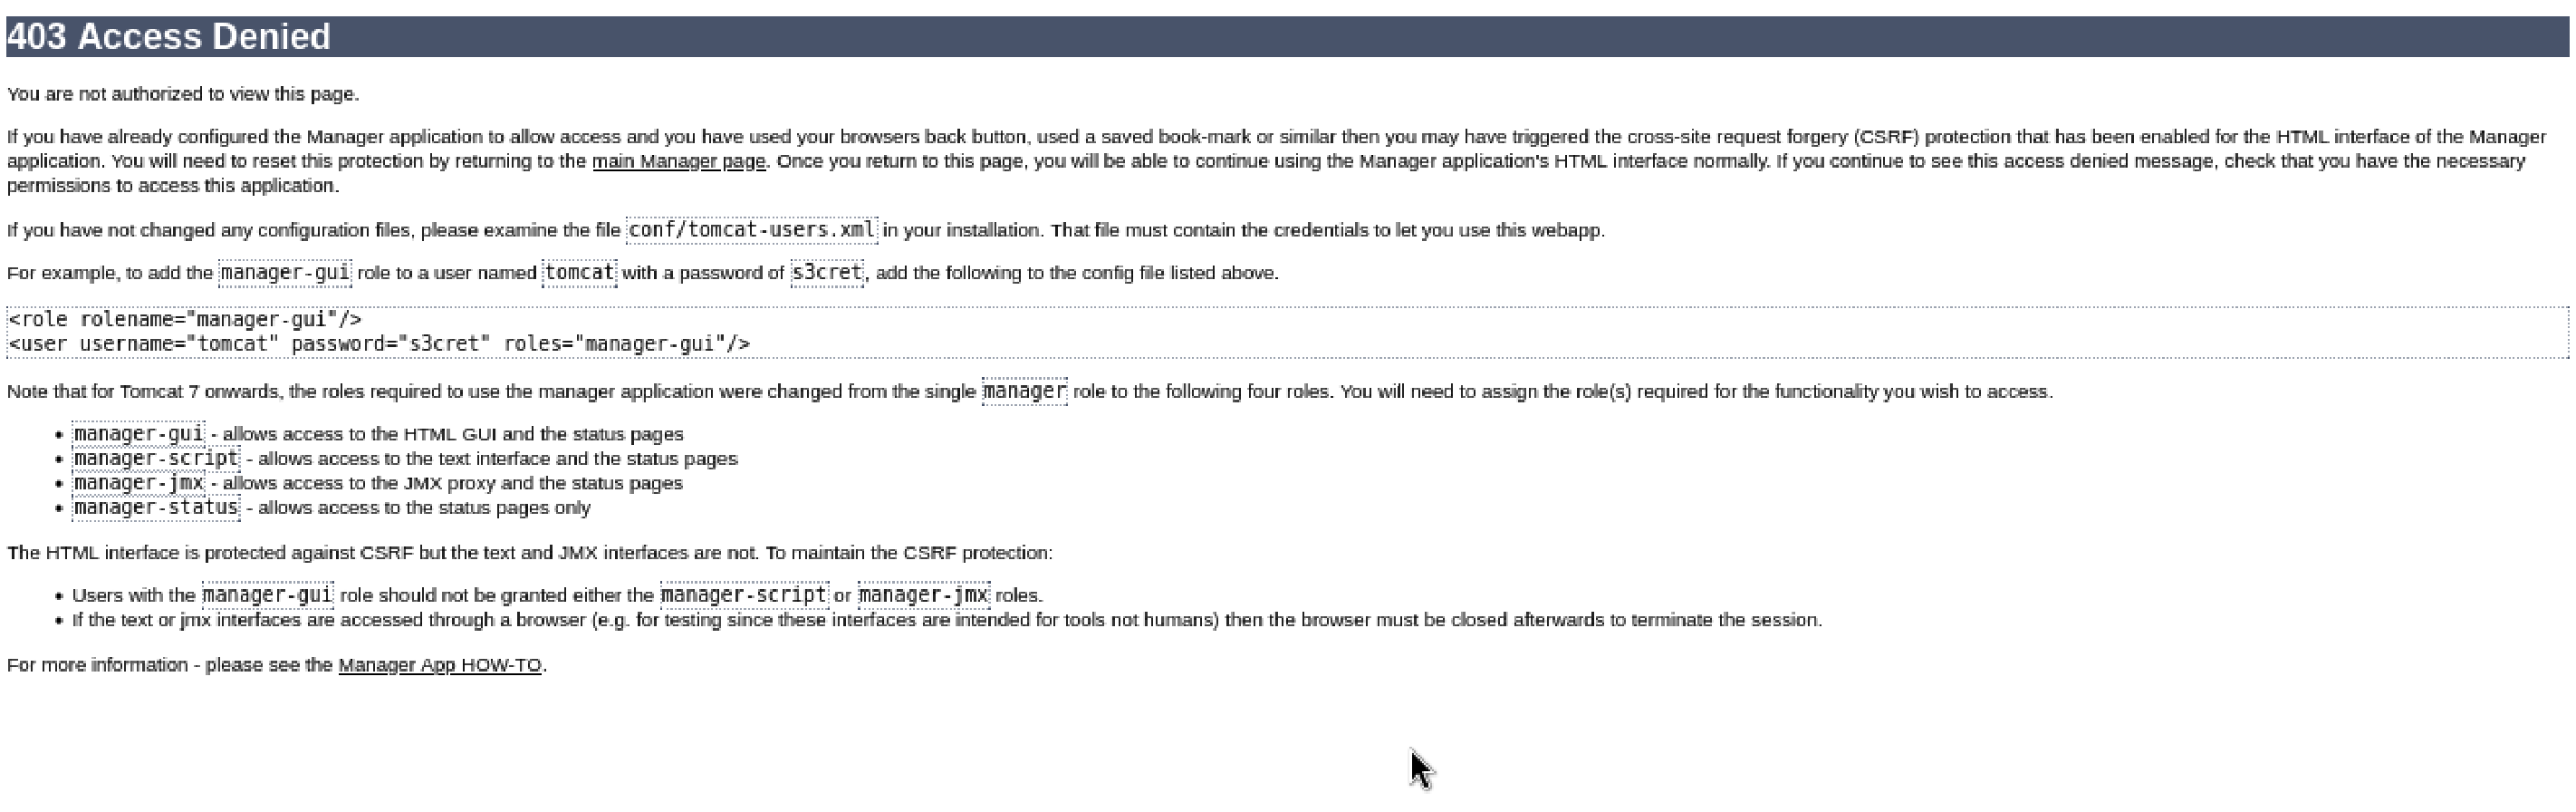 403 Access Denied
You are not authorized to view this page.
If you have already configured the Manager application to allow access and you have used your browsers back button, used a saved book-mark or similar then you may have triggered the cross-site request forgery (CSRF) protection that has been enabled for the HTML interface of the Manager
application. You will need to reset this protection by returning to the main Manager page. Once you return to this page, you will be able to continue using the Manager application's HTML interface normally. If you continue to see this access denied message, check that you have the necessary
permissions to access this application.
If you have not changed any configuration files, please examine the file conf/tomcat-users.xml in your installation. That file must contain the credentials to let you use this webapp.
For example, to add the manager-gui role to a user named tomcat with a password of s3cret, add the following to the config file listed above.
<role rolename="manager-gui"/>
<user username="tomcat" password="s3cret" roles="manager-gui"/>
Note that for Tomcat 7 onwards, the roles required to use the manager application were changed from the single manager role to the following four roles. You will need to assign the role(s) required for the functionality you wish to access.
• manager-gui - allows access to the HTML GUI and the status pages
• manager-script - allows access to the text interface and the status pages
• manager-jmx - allows access to the JMX proxy and the status pages
• manager-status - allows access to the status pages only
The HTML interface is protected against CSRF but the text and JMX interfaces are not. To maintain the CSRF protection:
• Users with the manager-gui role should not be granted either the manager-script or manager-jmx roles.
• If the text or jmx interfaces are accessed through a browser (e.g. for testing since these interfaces are intended for tools not humans) then the browser must be closed afterwards to terminate the session.
For more information - please see the Manager App HOW-TO.